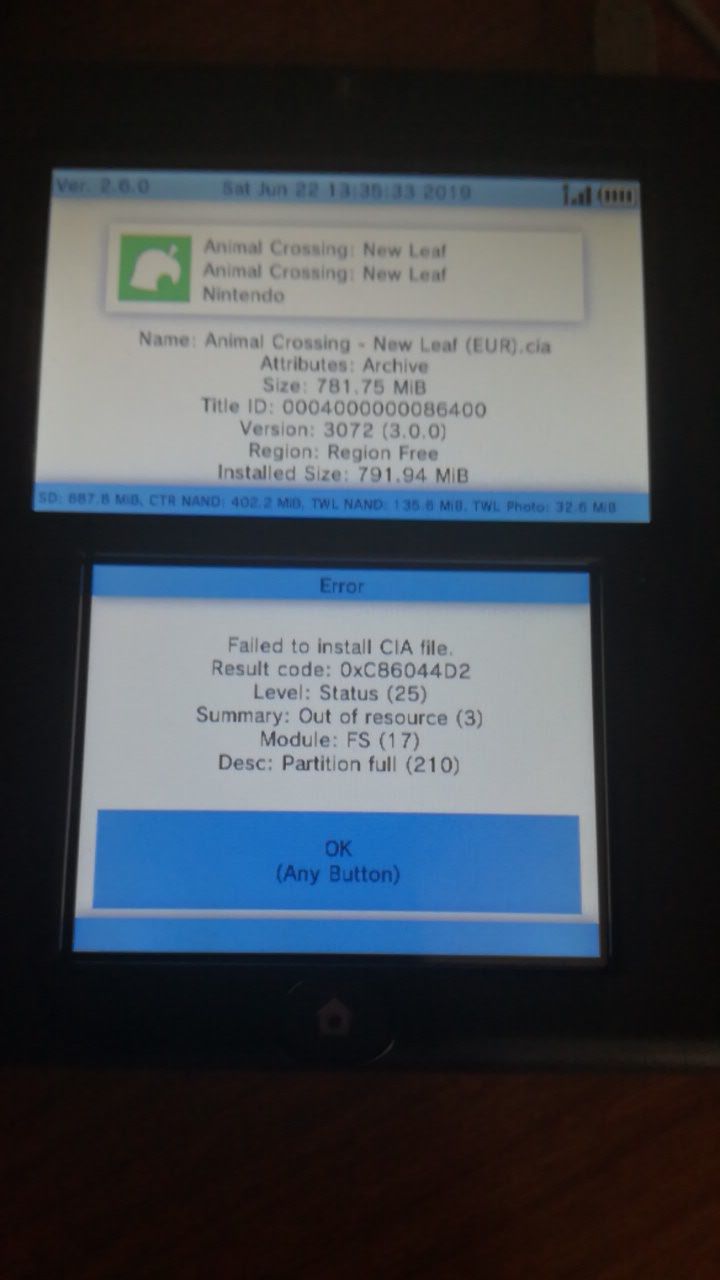 Ver. 2.6.0 Sat Jun 22 13:35:33 2019
Animal Crossing: New Leaf
Animal Crossing: New Leaf
Nintendo
Name: Animal Crossing - New Leaf (EUR).cia
Attributes: Archive
Size: 781.75 MiB
Title ID: 0004000000086400
Version: 3072 (3.0.0)
Region: Region Free
Installed Size: 791.94 MiB
SD: 687.8 MiB, CTR NAND: 402.2 MiB, TWL NAND: 135.6 MiB, TWL Photo: 32.6 MiB
Error
Failed to install CIA file.
Result code: 0xC86044D2
Level: Status (25)
Summary: Out of resource (3)
Module: FS (17)
Desc: Partition full (210)
OK
(Any Button)